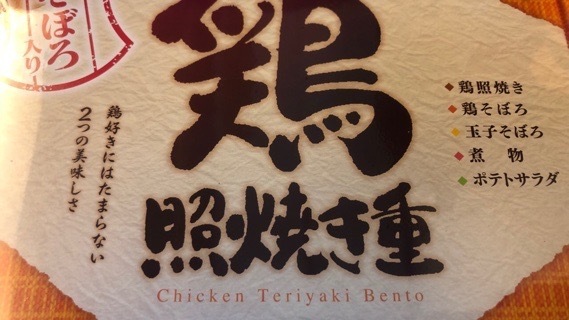 そぼろ
入り
鶏
照焼き重
Chicken Teriyaki Bento
鶏好きにはたまらない
2つの美味しさ
鶏照焼き
鶏そぼろ
玉子そぼろ
煮物
ポテトサラダ